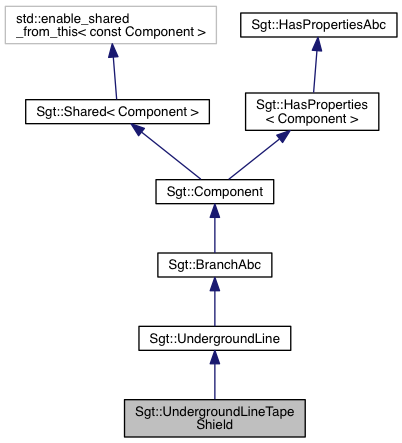 std::enable_shared
_from_this< const Component >
Sgt::HasPropertiesAbc
Sgt::Shared< Component >
Sgt::HasProperties
< Component >
Sgt::Component
Sgt::BranchAbc
Sgt::UndergroundLine
Sgt::UndergroundLineTape
Shield